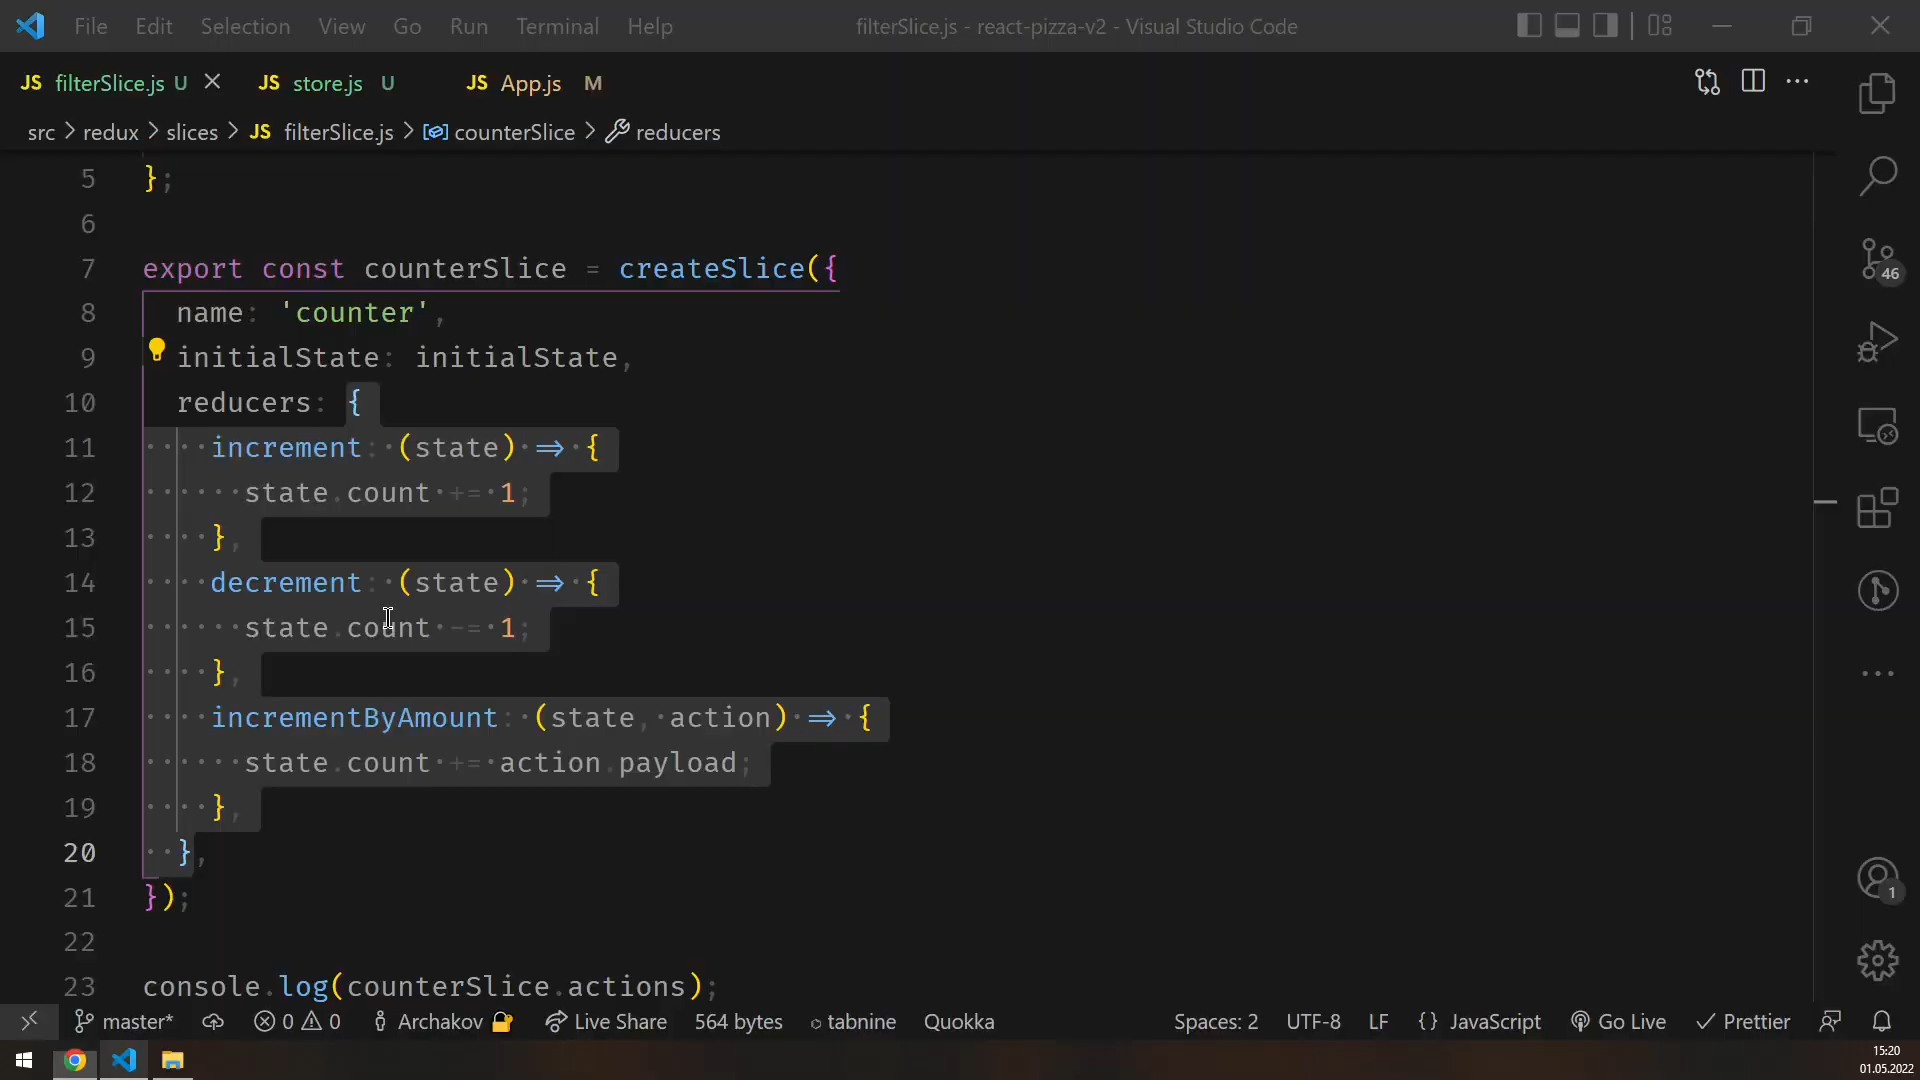 File Edit Selection View Go Run Terminal Help filterSlice.js - react-pizza-v2 - Visual Studio Code
JS filterSlice.js U JS store.js U JS App.js M
src > redux > slices > JS filterSlice.js > counterSlice > reducers
5 };
6
7 export const counterSlice = createSlice({
8 name: 'counter',
9 initialState: initialState,
10 reducers: {
11 increment: (state) => {
12 state.count += 1;
13 },
14 decrement: (state) => {
15 state.count -= 1;
16 },
17 incrementByAmount: (state, action) => {
18 state.count += action.payload;
19 },
20 },
21 });
22
23 console.log(counterSlice.actions);
46
1
master* 0 0 Archakov Live Share 564 bytes tabnine Quokka Spaces: 2 UTF-8 LF {} JavaScript Go Live Prettier
15:20
01.05.2022